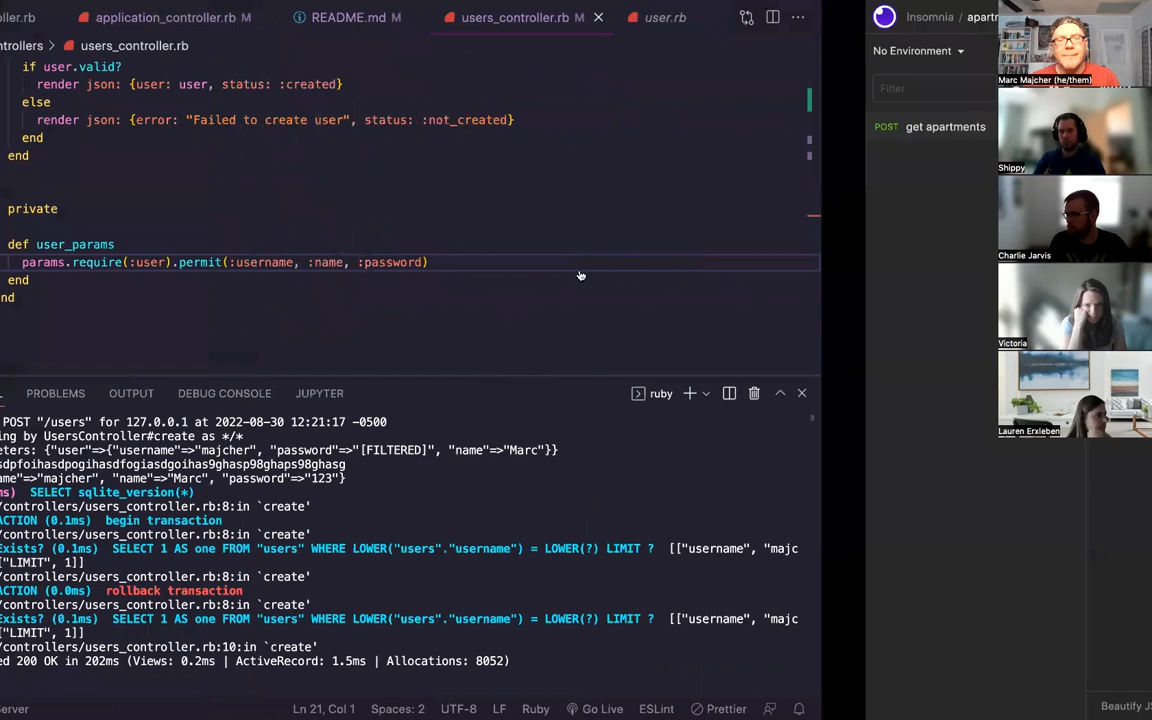 oller.rb
application_controller.rb M
README.md M
users_controller.rb M
user.rb
ntrollers > users_controller.rb
if user.valid?
render json: {user: user, status: :created}
else
render json: {error: "Failed to create user", status: :not_created}
end
end
private
def user_params
params.require(:user).permit(:username, :name, :password)
end
nd
L
PROBLEMS
OUTPUT
DEBUG CONSOLE
JUPYTER
ruby
POST "/users" for 127.0.0.1 at 2022-08-30 12:21:17 -0500
ing by UsersController#create as */*
eters: {"user"=>{"username"=>"majcher", "password"=>"[FILTERED]", "name"=>"Marc"}}
sdpfoihasdpogihasdfogiasdgoihas9ghasp98ghaps98ghasg
ame"=>"majcher", "name"=>"Marc", "password"=>"123"}
ms) SELECT sqlite_version(*)
/controllers/users_controller.rb:8:in `create'
ACTION (0.1ms) begin transaction
/controllers/users_controller.rb:8:in `create'
Exists? (0.1ms) SELECT 1 AS one FROM "users" WHERE LOWER("users"."username") = LOWER(?) LIMIT ? [["username", "majc
["LIMIT", 1]]
/controllers/users_controller.rb:8:in `create'
ACTION (0.0ms) rollback transaction
/controllers/users_controller.rb:8:in `create'
Exists? (0.1ms) SELECT 1 AS one FROM "users" WHERE LOWER("users"."username") = LOWER(?) LIMIT ? [["username", "majc
["LIMIT", 1]]
/controllers/users_controller.rb:10:in `create'
ed 200 OK in 202ms (Views: 0.2ms | ActiveRecord: 1.5ms | Allocations: 8052)
Server
Ln 21, Col 1
Spaces: 2
UTF-8
LF
Ruby
Go Live
ESLint
Prettier
Insomnia / apartm
No Environment
Filter
POST get apartments
Marc Majcher (he/them)
Shippy
Charlie Jarvis
Victoria
Lauren Erxleben
Beautify JS